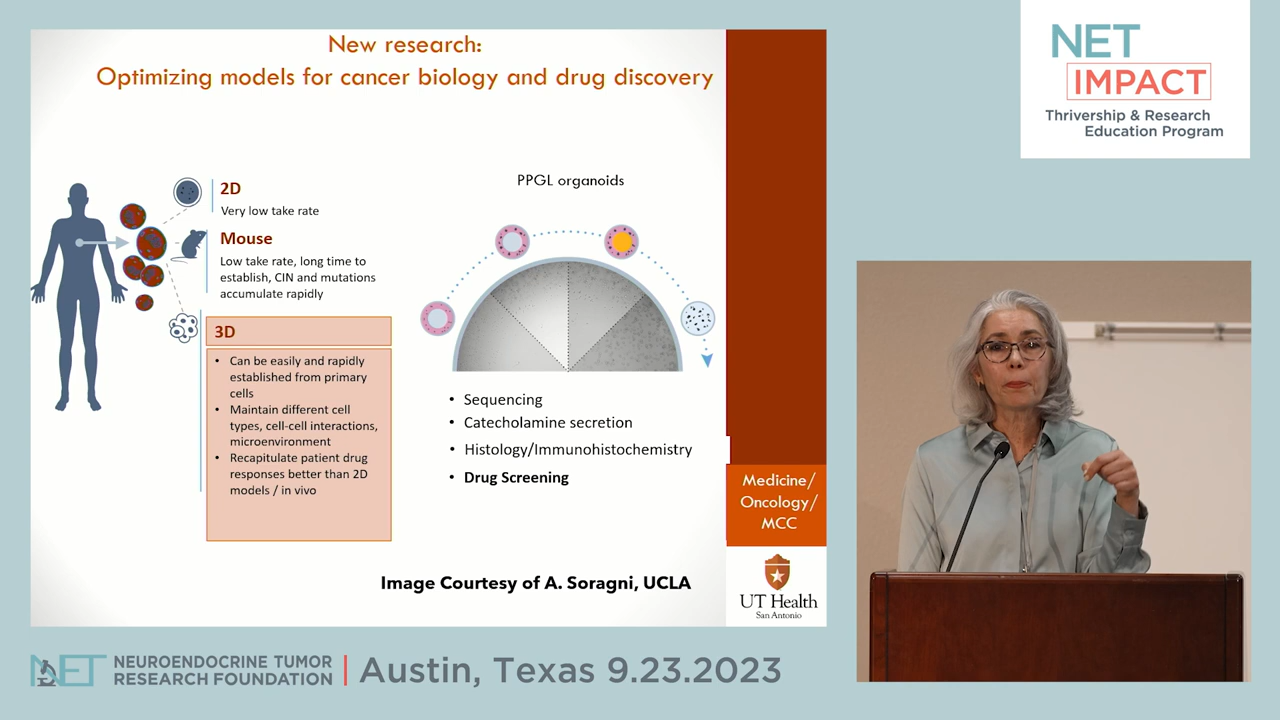 New research:
Optimizing models for cancer biology and drug discovery
2D
Very low take rate
Mouse
Low take rate, long time to
establish, CIN and mutations
accumulate rapidly
3D
• Can be easily and rapidly
established from primary
cells
• Maintain different cell
types, cell-cell interactions,
microenvironment
• Recapitulate patient drug
responses better than 2D
models / in vivo
PPGL organoids
• Sequencing
• Catecholamine secretion
• Histology/Immunohistochemistry
• Drug Screening
Image Courtesy of A. Soragni, UCLA
Medicine/
Oncology/
MCC
UT Health
San Antonio
NET
IMPACT
Thrivership & Research
Education Program
NET
NEUROENDOCRINE TUMOR
RESEARCH FOUNDATION
Austin, Texas 9.23.2023